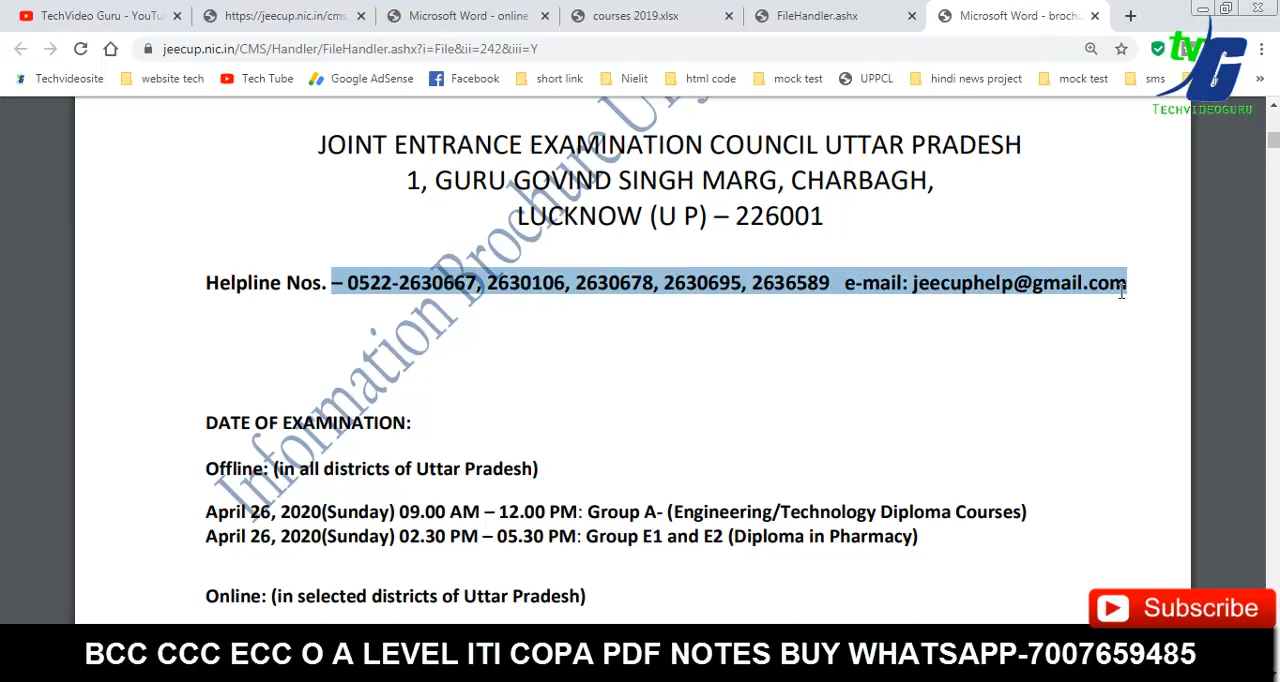 TechVideo Guru - YouTu
https://jeecup.nic.in/cms
Microsoft Word - online
courses 2019.xlsx
FileHandler.ashx
Microsoft Word - brochu
jeecup.nic.in/CMS/Handler/FileHandler.ashx?i=File&ii=242&iii=Y
Techvideosite
website tech
Tech Tube
Google AdSense
Facebook
short link
Nielit
html code
mock test
UPPCL
hindi news project
mock test
sms
tv G
TECHVIDEOGURU
JOINT ENTRANCE EXAMINATION COUNCIL UTTAR PRADESH
1, GURU GOVIND SINGH MARG, CHARBAGH,
LUCKNOW (U P) – 226001
Helpline Nos. – 0522-2630667, 2630106, 2630678, 2630695, 2636589 e-mail: jeecuphelp@gmail.com
Information Brochure
DATE OF EXAMINATION:
Offline: (in all districts of Uttar Pradesh)
April 26, 2020(Sunday) 09.00 AM – 12.00 PM: Group A- (Engineering/Technology Diploma Courses)
April 26, 2020(Sunday) 02.30 PM – 05.30 PM: Group E1 and E2 (Diploma in Pharmacy)
Online: (in selected districts of Uttar Pradesh)
Subscribe
BCC CCC ECC O A LEVEL ITI COPA PDF NOTES BUY WHATSAPP-7007659485